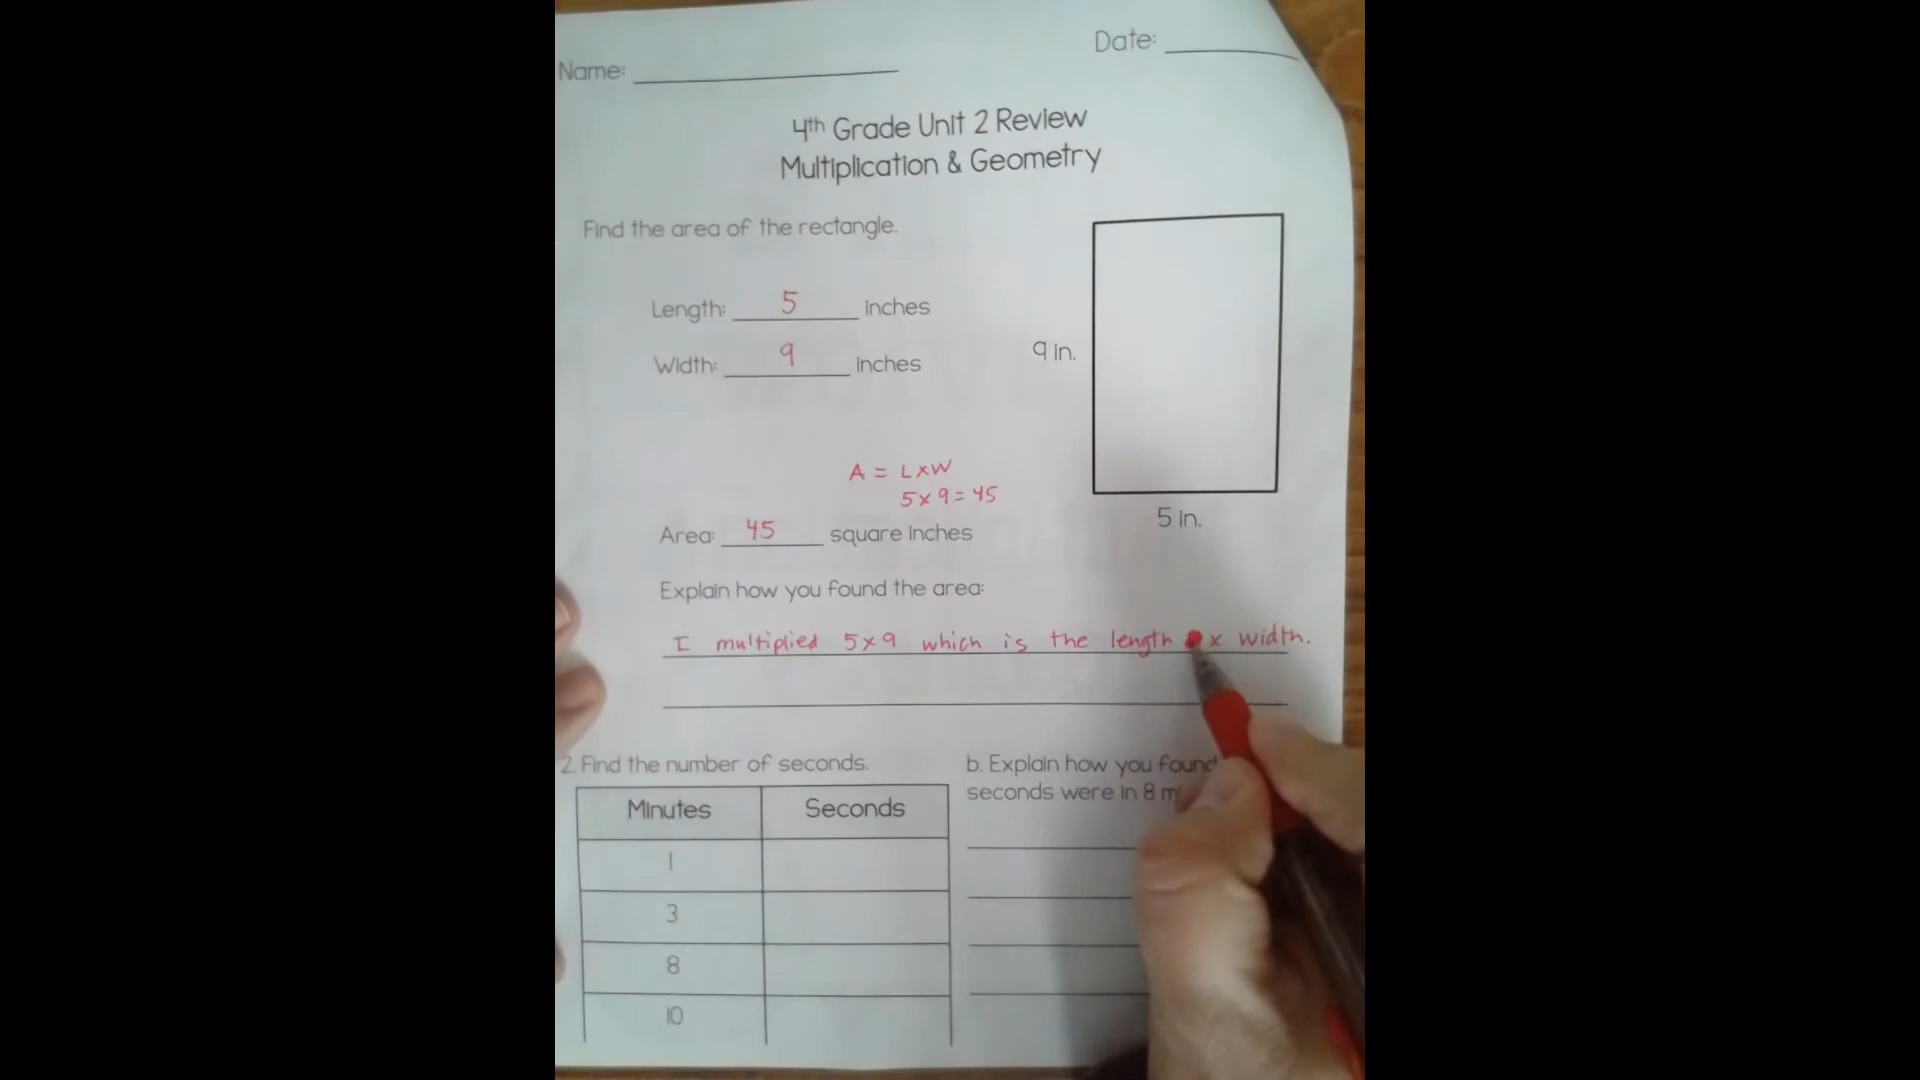 Name:
Date:
4th Grade Unit 2 Review
Multiplication & Geometry
Find the area of the rectangle.
Length: 5 inches
Width: 9 inches
9 in.
A = L x W
5 x 9 = 45
5 in.
Area: 45 square inches
Explain how you found the area:
I multiplied 5 x 9 which is the length x width.
2. Find the number of seconds.
Minutes Seconds
1
3
8
10
b. Explain how you found
seconds were in 8 m